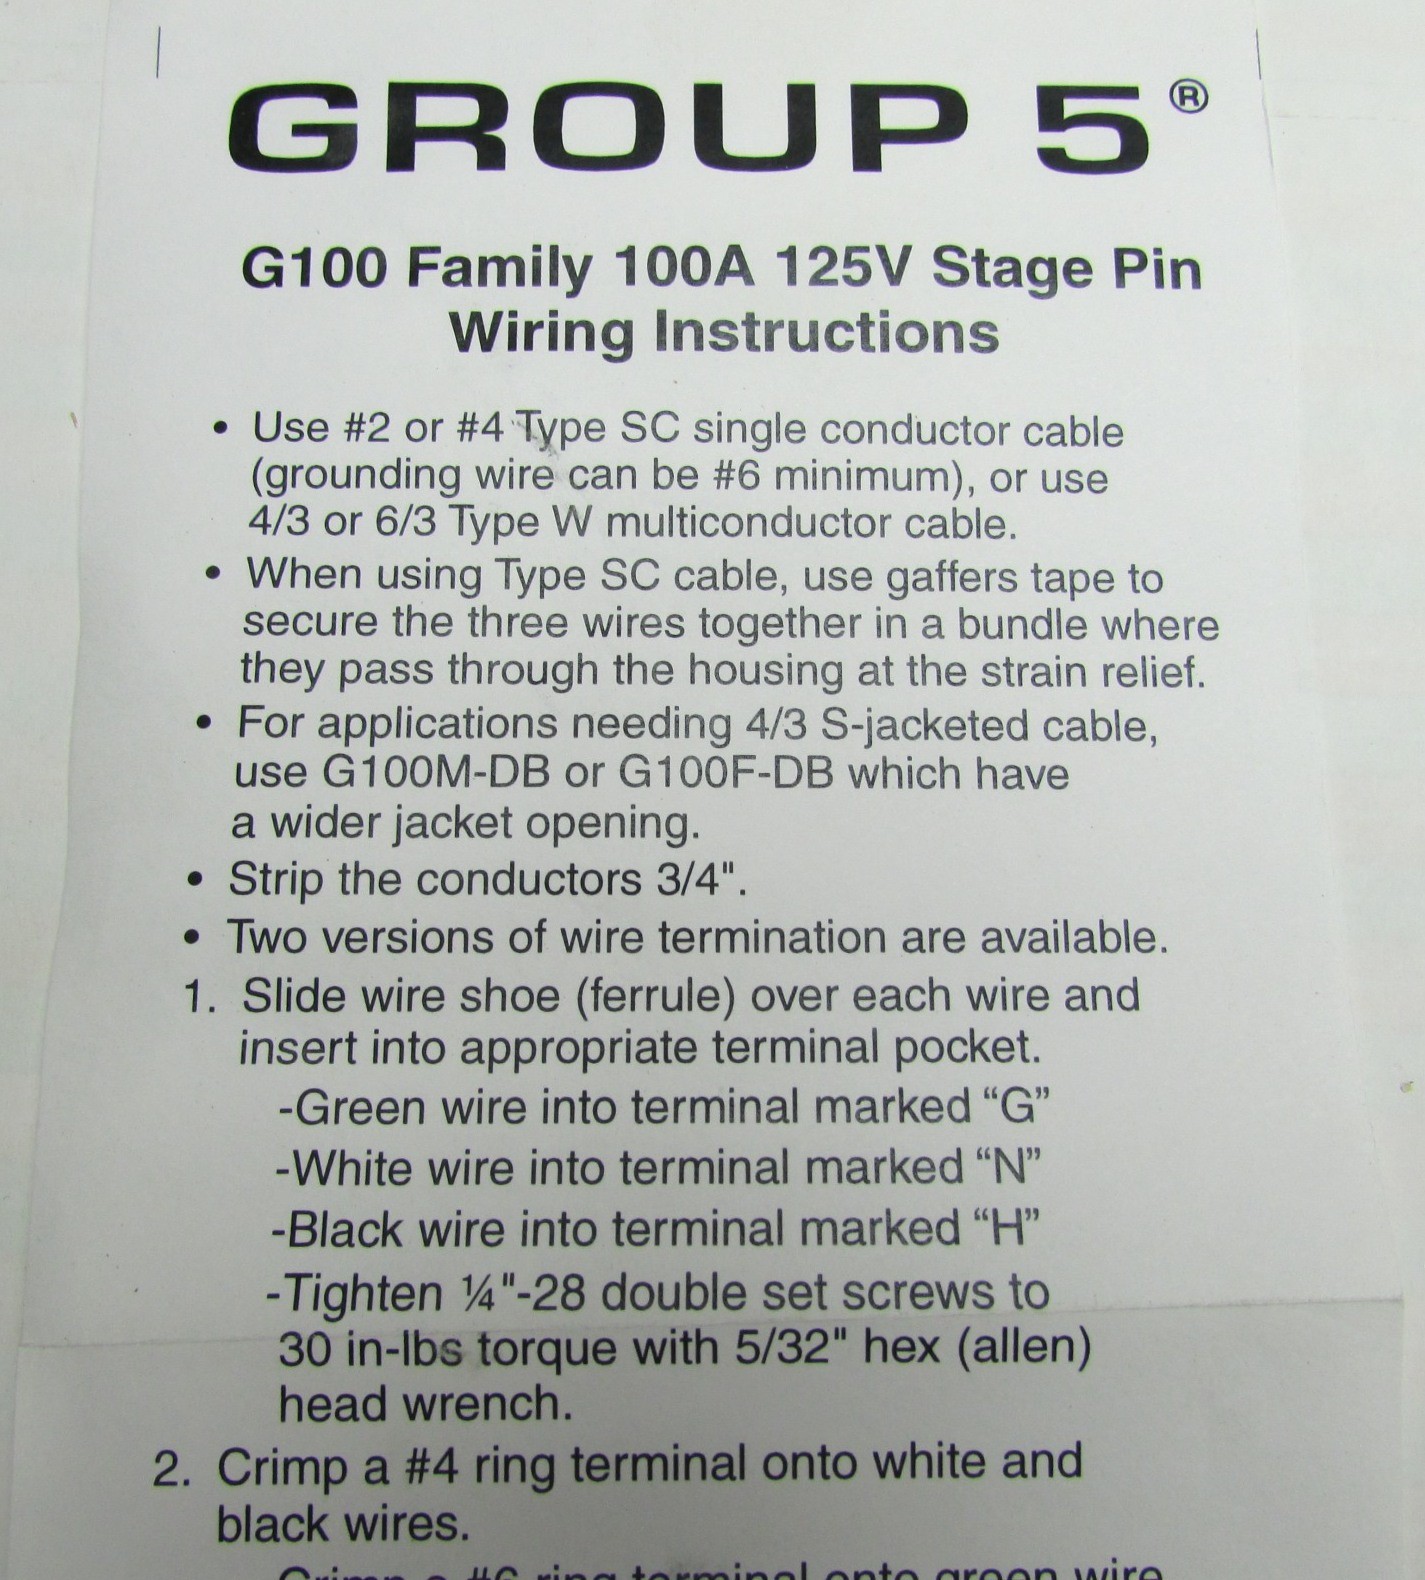 GROUP 5®
G100 Family 100A 125V Stage Pin
Wiring Instructions
• Use #2 or #4 Type SC single conductor cable
(grounding wire can be #6 minimum), or use
4/3 or 6/3 Type W multiconductor cable.
• When using Type SC cable, use gaffers tape to
secure the three wires together in a bundle where
they pass through the housing at the strain relief.
• For applications needing 4/3 S-jacketed cable,
use G100M-DB or G100F-DB which have
a wider jacket opening.
• Strip the conductors 3/4".
• Two versions of wire termination are available.
1. Slide wire shoe (ferrule) over each wire and
insert into appropriate terminal pocket.
-Green wire into terminal marked “G”
-White wire into terminal marked “N”
-Black wire into terminal marked “H”
-Tighten ¼"-28 double set screws to
30 in-lbs torque with 5/32" hex (allen)
head wrench.
2. Crimp a #4 ring terminal onto white and
black wires.
-Crimp a #6 ring terminal onto green wire